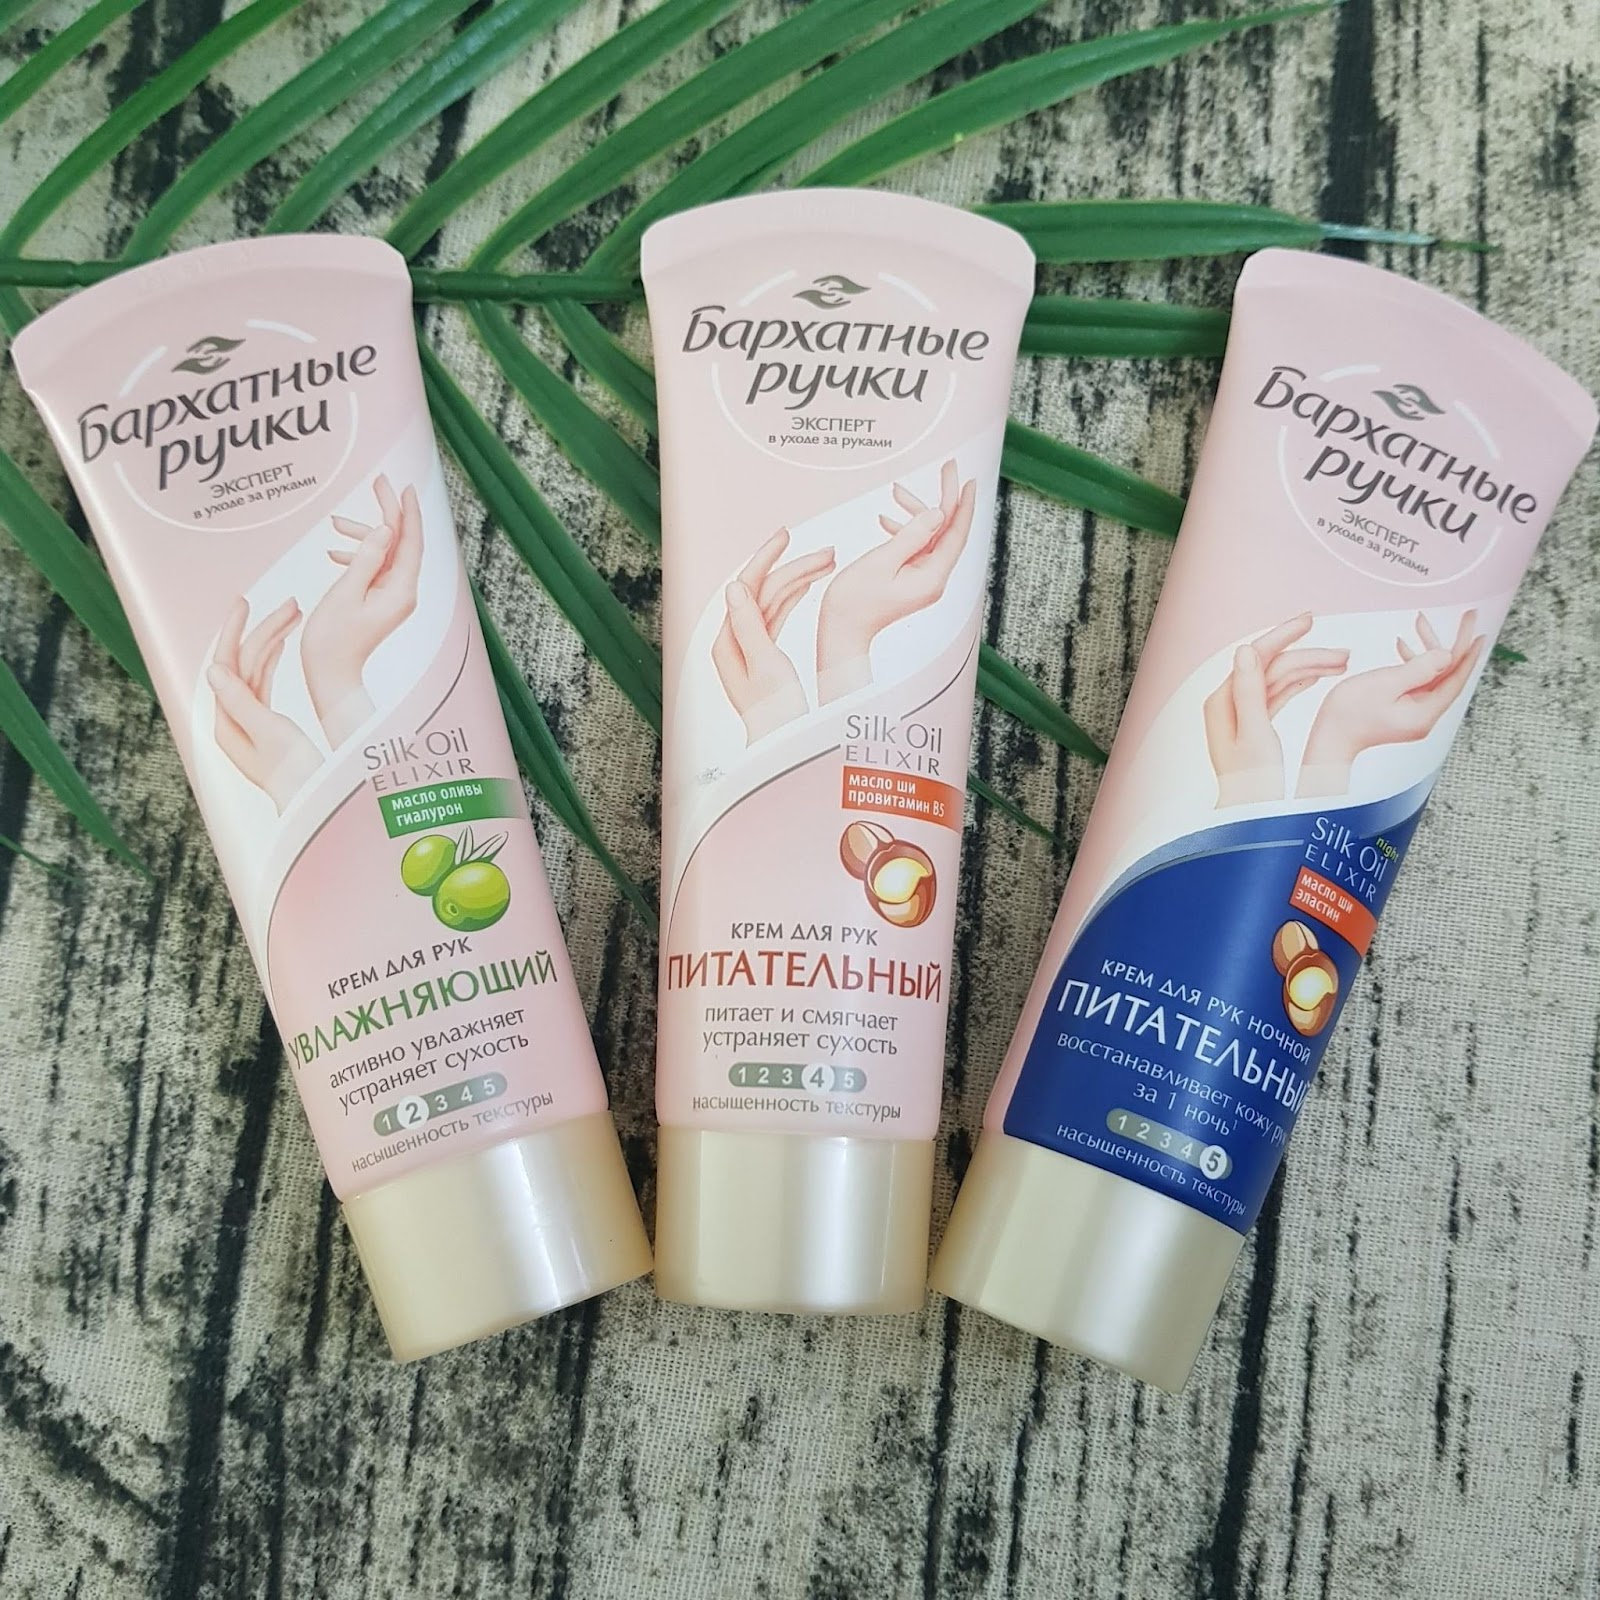 Бархатные
ручки
ЭКСПЕРТ
в уходе за руками
Silk Oil
ELIXIR
масло оливы
гиалурон
КРЕМ ДЛЯ РУК
УВЛАЖНЯЮЩИЙ
активно увлажняет
устраняет сухость
1 2 3 4 5
насыщенность текстуры
Бархатные
ручки
ЭКСПЕРТ
в уходе за руками
Silk Oil
ELIXIR
масло ши
провитамин B5
КРЕМ ДЛЯ РУК
ПИТАТЕЛЬНЫЙ
питает и смягчает
устраняет сухость
1 2 3 4 5
насыщенность текстуры
Бархатные
ручки
ЭКСПЕРТ
в уходе за руками
night
Silk Oil
ELIXIR
масло ши
эластин
КРЕМ ДЛЯ РУК НОЧНОЙ
ПИТАТЕЛЬНЫЙ
восстанавливает кожу рук
за 1 ночь¹
1 2 3 4 5
насыщенность текстуры